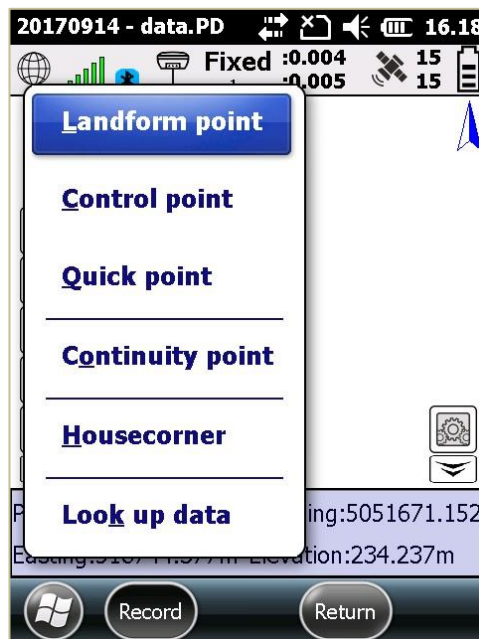 20170914 - data.PD 16.18
Fixed :0.004 15
:0.005 15
Landform point
Control point
Quick point
Continuity point
Housecorner
Look up data
P ing:5051671.152
Elevation:234.237m
Record Return